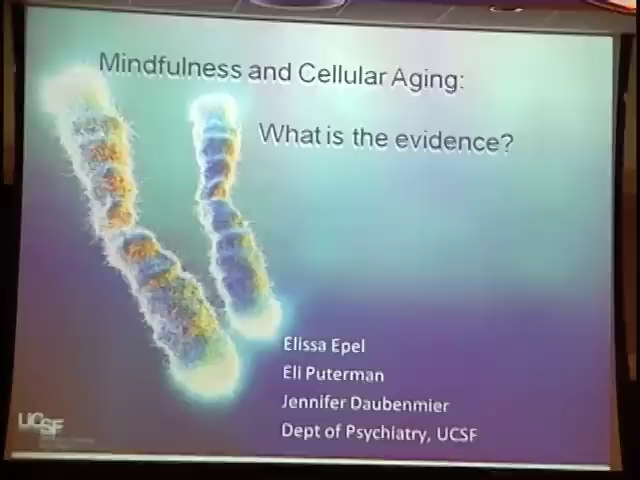 Mindfulness and Cellular Aging:
What is the evidence?
Elissa Epel
Eli Puterman
Jennifer Daubenmier
Dept of Psychiatry, UCSF
UCSF